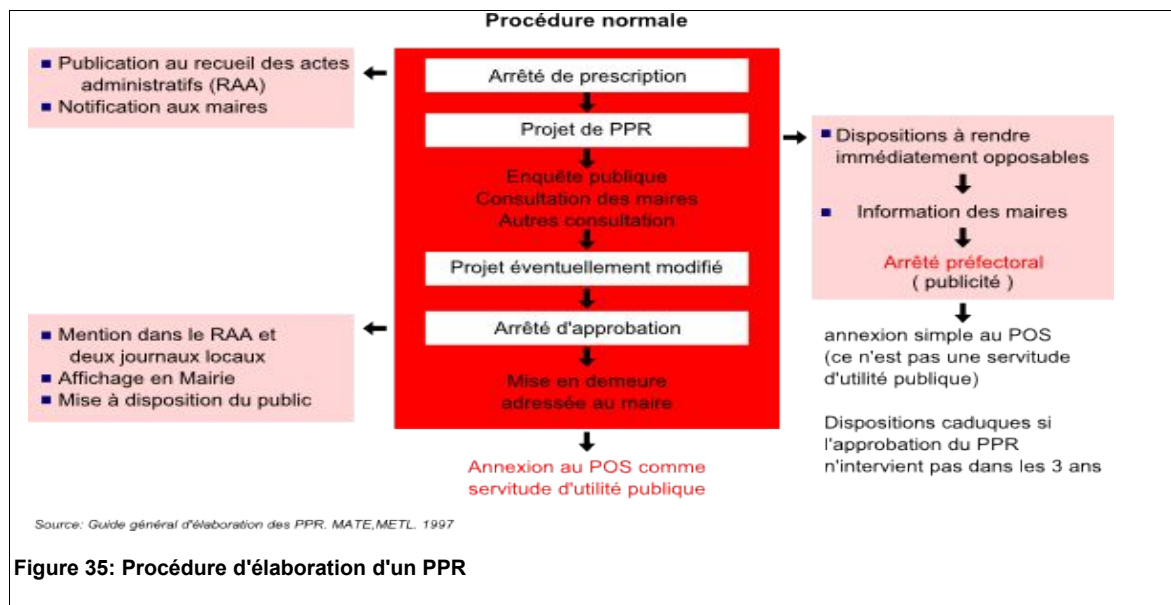 Procédure normale
Publication au recueil des actes
administratifs (RAA)
Notification aux maires
Arrêté de prescription
Projet de PPR
Enquête publique
Consultation des maires
Autres consultation
Projet éventuellement modifié
Arrêté d'approbation
Mise en demeure
adressée au maire
Annexion au POS comme
servitude d'utilité publique
Mention dans le RAA et
deux journaux locaux
Affichage en Mairie
Mise à disposition du public
Dispositions à rendre
immédiatement opposables
Information des maires
Arrêté préfectoral
( publicité )
annexion simple au POS
(ce n'est pas une servitude
d'utilité publique)
Dispositions caduques si
l'approbation du PPR
n'intervient pas dans les 3 ans
Source: Guide général d'élaboration des PPR. MATE,METL. 1997
Figure 35: Procédure d'élaboration d'un PPR